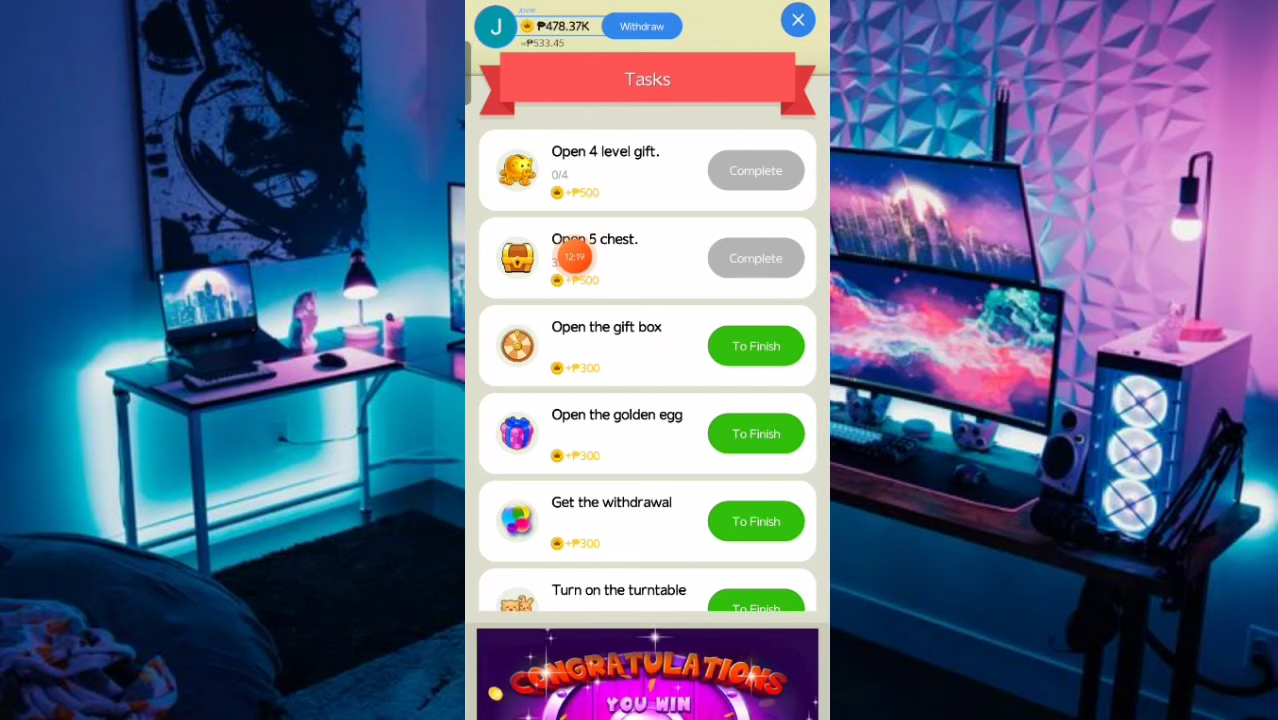 Jovie
J
₱478.37K
Withdraw
≈₱533.45
Tasks
Open 4 level gift.
0/4
+₱500
Complete
Open 5 chest.
12:19
+₱500
Complete
Open the gift box
+₱300
To Finish
Open the golden egg
+₱300
To Finish
Get the withdrawal
+₱300
To Finish
Turn on the turntable
To Finish
CONGRATULATIONS
YOU WIN